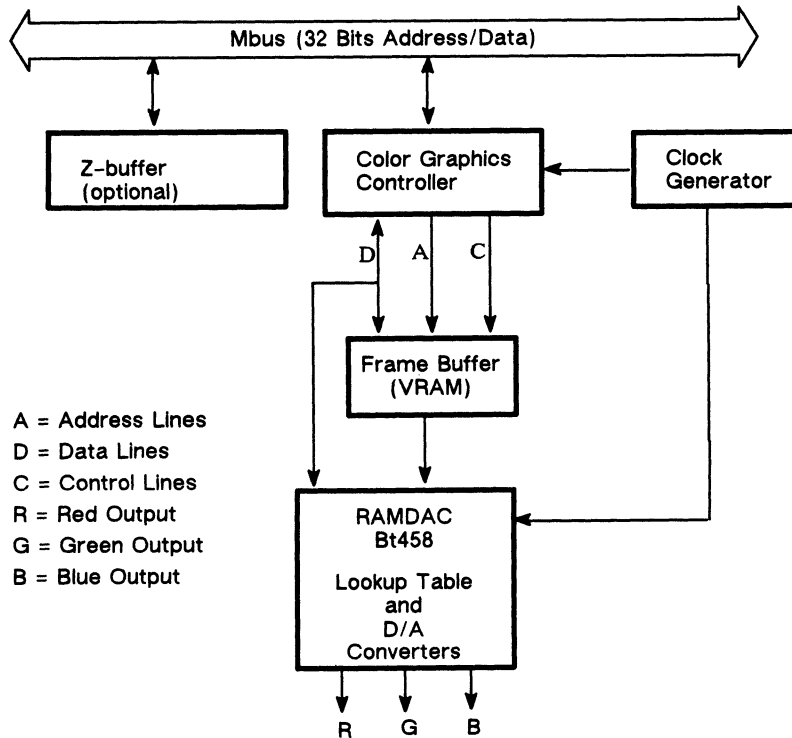 Mbus (32 Bits Address/Data)
Z-buffer
(optional)
Color Graphics
Controller
Clock
Generator
D
A
C
Frame Buffer
(VRAM)
A = Address Lines
D = Data Lines
C = Control Lines
R = Red Output
G = Green Output
B = Blue Output
RAMDAC
Bt458
Lookup Table
and
D/A
Converters
R
G
B